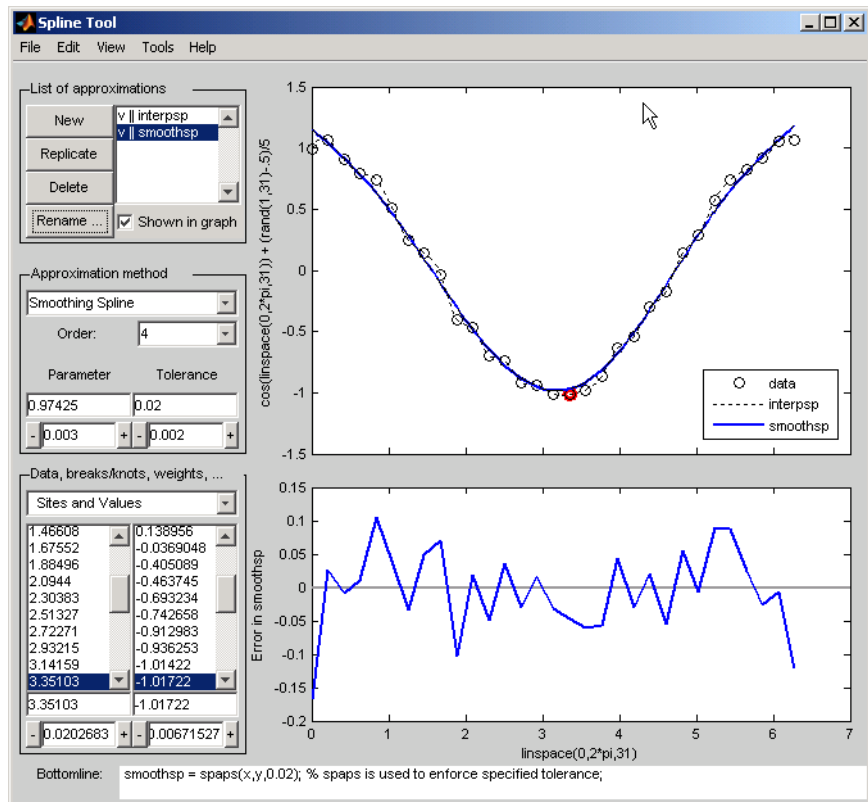 Spline Tool
File Edit View Tools Help
List of approximations
New
Replicate
Delete
Rename ...
v || interpsp
v || smoothsp
Shown in graph
Approximation method
Smoothing Spline
Order: 4
Parameter Tolerance
0.97425 0.02
- 0.003 + - 0.002 +
Data, breaks/knots, weights, ...
Sites and Values
1.46608 0.138956
1.67552 -0.0369048
1.88496 -0.405089
2.0944 -0.463745
2.30383 -0.693234
2.51327 -0.742658
2.72271 -0.912983
2.93215 -0.936253
3.14159 -1.01422
3.35103 -1.01722
3.35103 -1.01722
- 0.0202683 + - 0.00671527 +
cos(linspace(0,2*pi,31)) + (rand(1,31)-.5)/5
1.5
1
0.5
0
-0.5
-1
-1.5
data
interpsp
smoothsp
Error in smoothsp
0.15
0.1
0.05
0
-0.05
-0.1
-0.15
-0.2
0 1 2 3 4 5 6 7
linspace(0,2*pi,31)
Bottomline: smoothsp = spaps(x,y,0.02); % spaps is used to enforce specified tolerance;